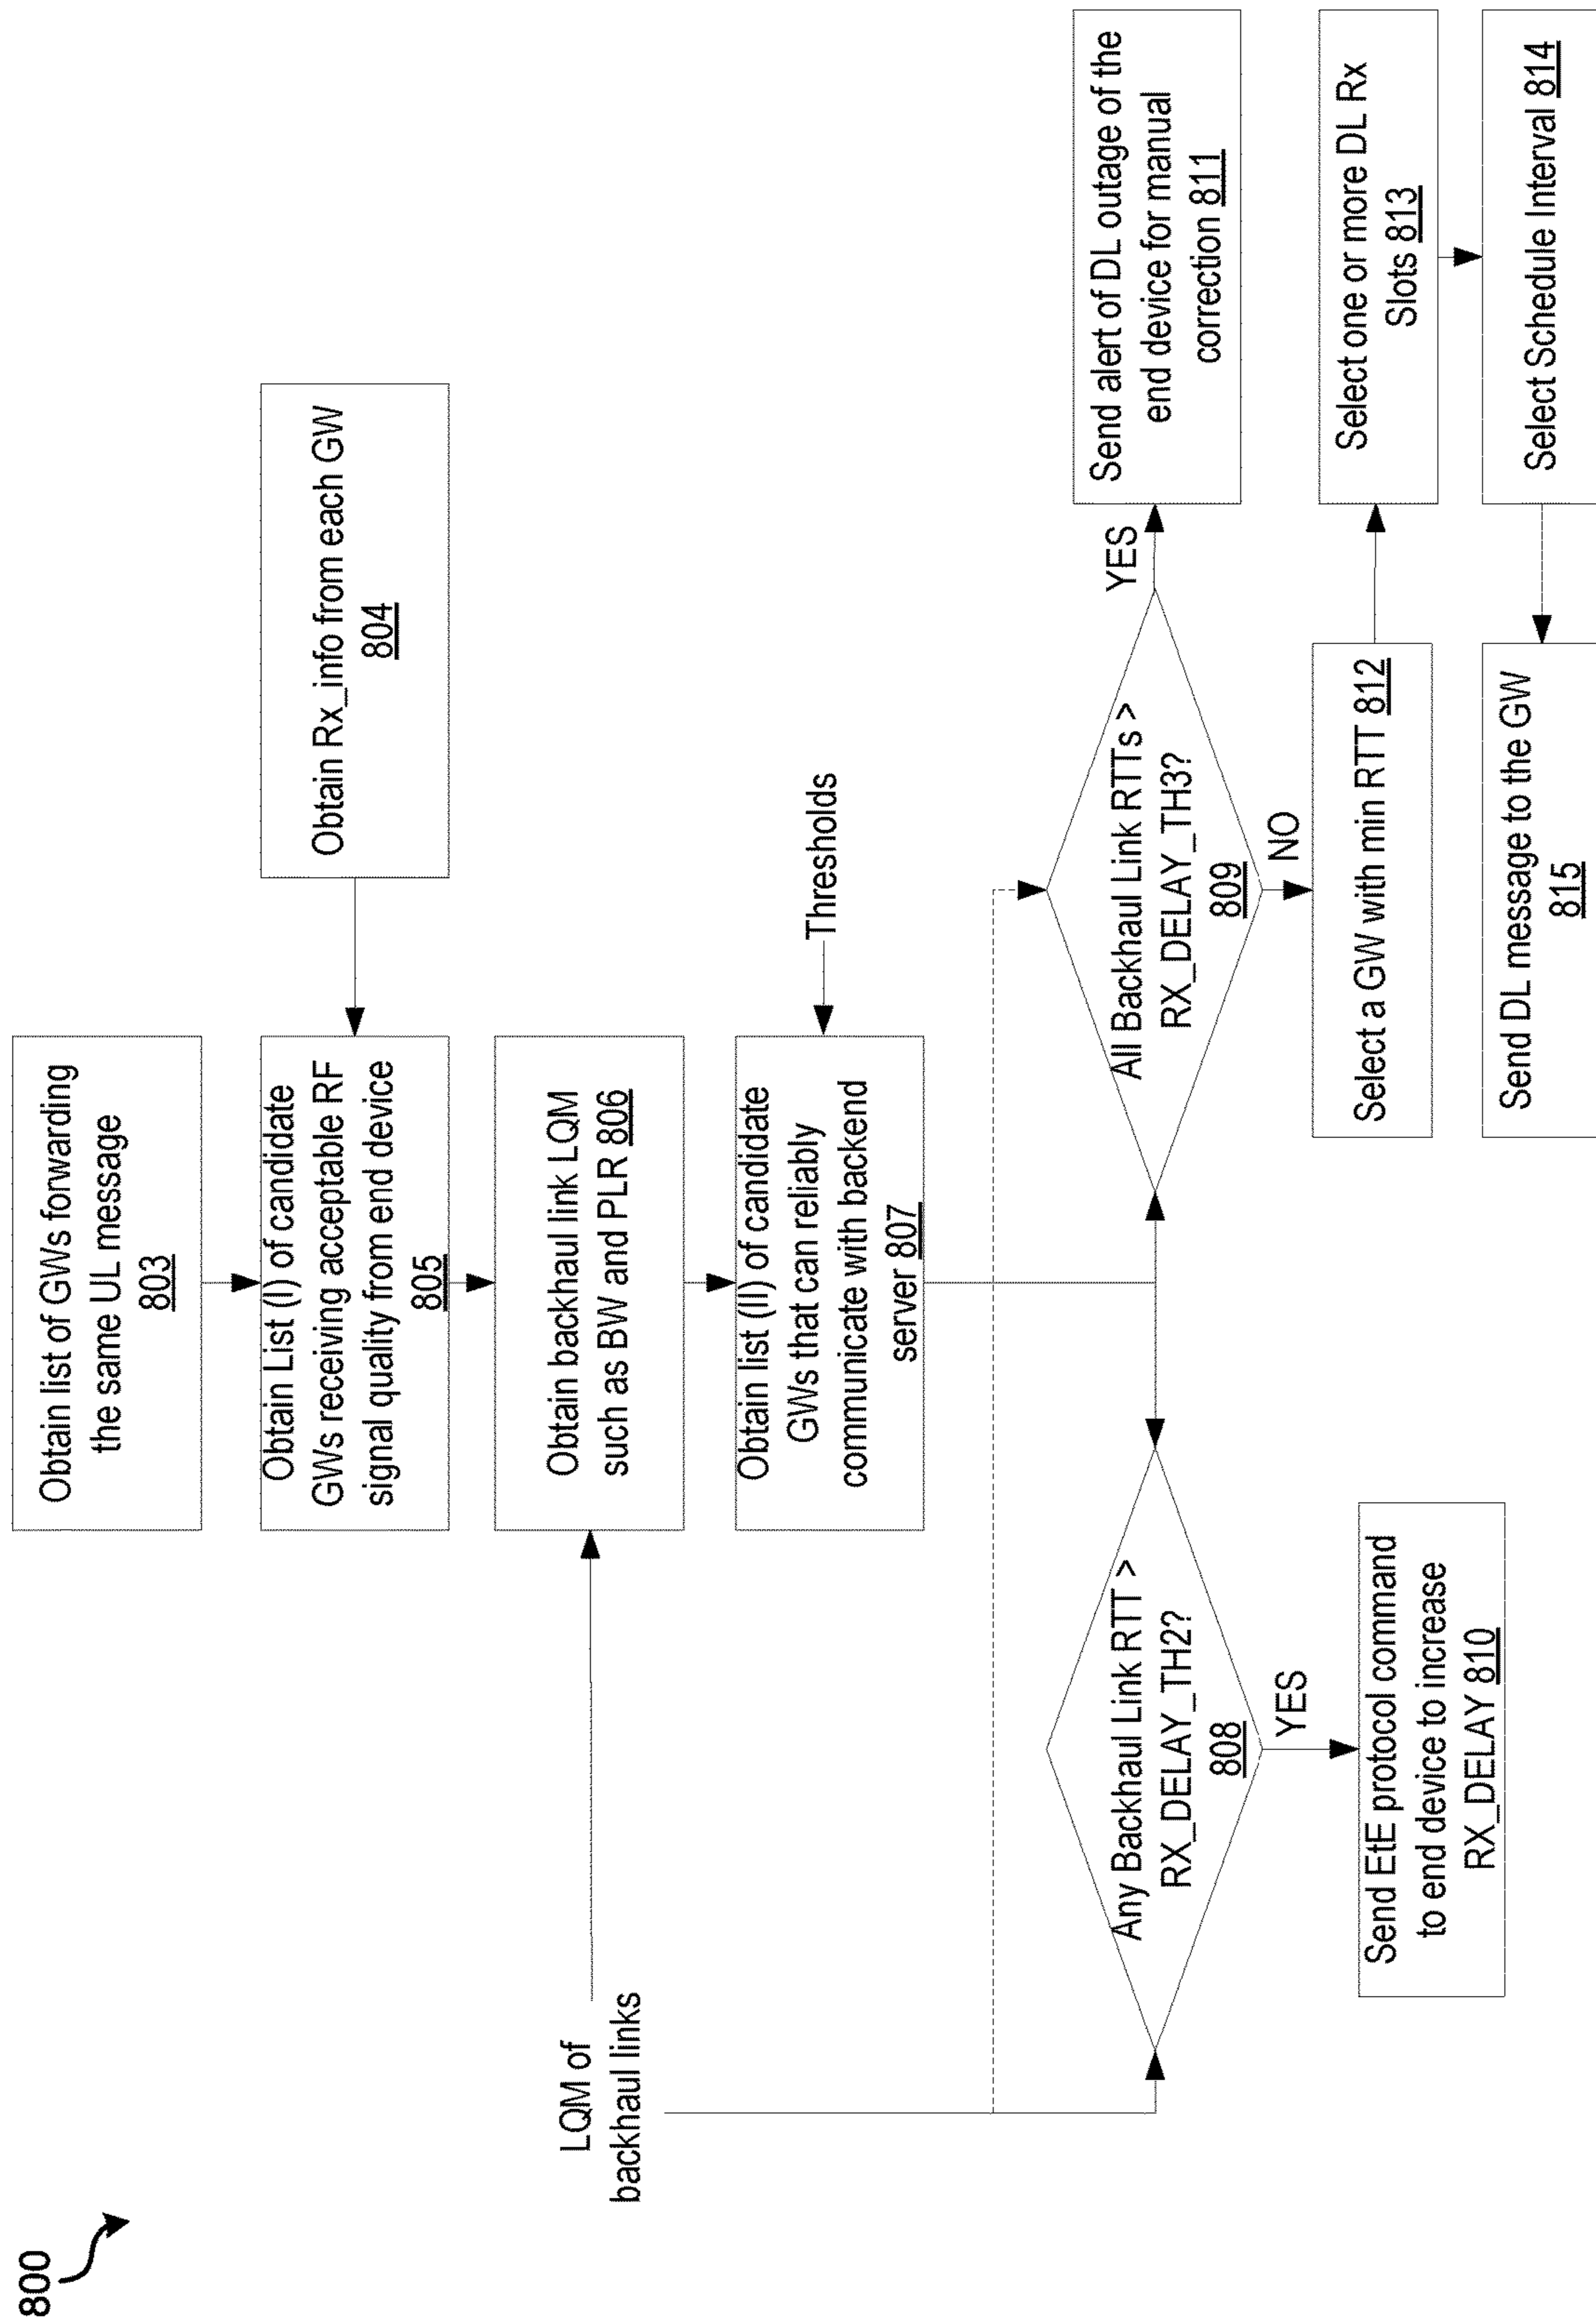 800
Obtain list of GWs forwarding
the same UL message
803
Obtain Rx_info from each GW
804
Obtain List (I) of candidate
GWs receiving acceptable RF
signal quality from end device
805
LQM of
backhaul links
Obtain backhaul link LQM
such as BW and PLR 806
Thresholds
Obtain list (II) of candidate
GWs that can reliably
communicate with backend
server 807
Any Backhaul Link RTT >
RX_DELAY_TH2?
808
YES
Send EtE protocol command
to end device to increase
RX_DELAY 810
All Backhaul Link RTTs >
RX_DELAY_TH3?
809
YES
Send alert of DL outage of the
end device for manual
correction 811
NO
Select a GW with min RTT 812
Select one or more DL Rx
Slots 813
Select Schedule Interval 814
Send DL message to the GW
815